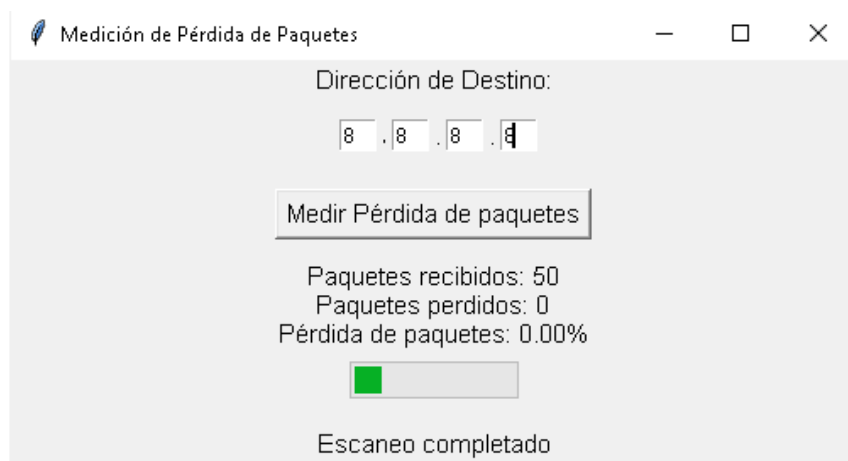 Medición de Pérdida de Paquetes
Dirección de Destino:
8 . 8 . 8 . 8
Medir Pérdida de paquetes
Paquetes recibidos: 50
Paquetes perdidos: 0
Pérdida de paquetes: 0.00%
Escaneo completado